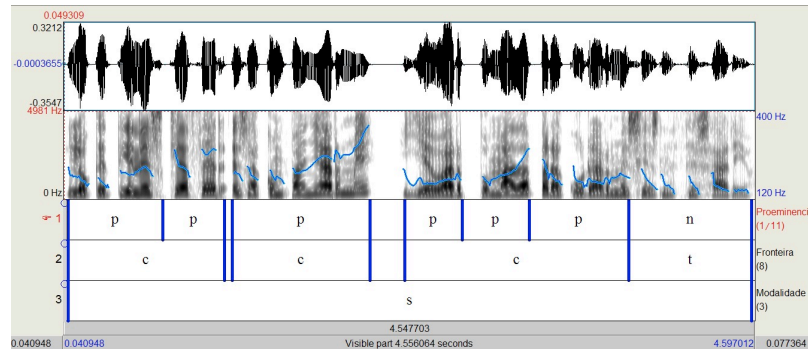 0.049309
0.3212
-0.0003655
-0.3547
4981 Hz 400 Hz
0 Hz 120 Hz
1 p p p p p p n Proeminenci
(1/11)
2 c c c t Fronteira
(8)
3 s Modalidade
(3)
4.547703
0.040948 0.040948 Visible part 4.556064 seconds 4.597012 0.077364